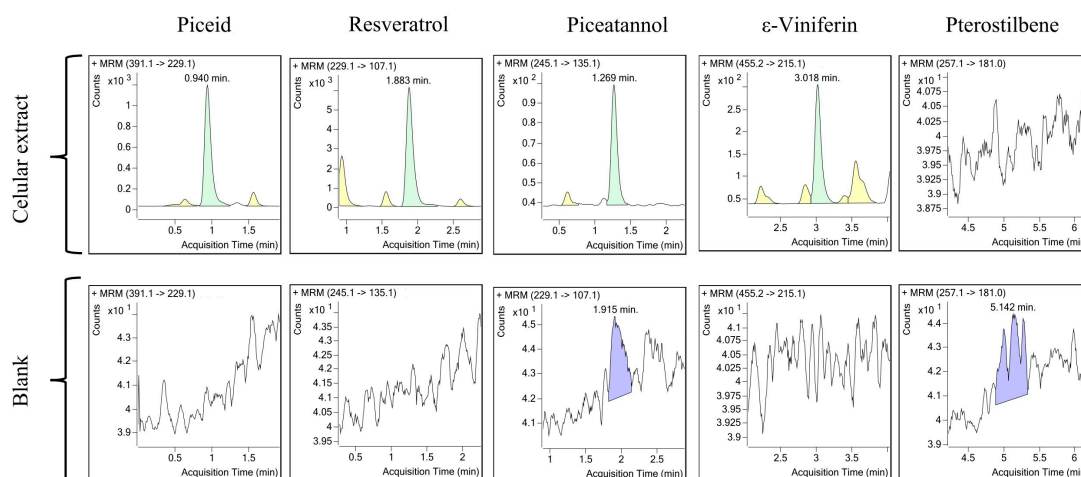 Piceid Resveratrol Piceatannol ε-Viniferin Pterostilbene
Celular extract
+ MRM (391.1 -> 229.1)
x10 3
0.940 min.
Counts
1
0.8
0.6
0.4
0.2
0
0.5 1 1.5
Acquisition Time (min)
+ MRM (229.1 -> 107.1)
x10 3
1.883 min.
Counts
5
4
3
2
1
0
1 1.5 2 2.5
Acquisition Time (min)
+ MRM (245.1 -> 135.1)
x10 2
1.269 min.
Counts
0.9
0.8
0.7
0.6
0.5
0.4
0.5 1 1.5 2
Acquisition Time (min)
+ MRM (455.2 -> 215.1)
x10 2
3.018 min.
Counts
2.5
2
1.5
1
0.5
2.5 3 3.5
Acquisition Time (min)
+ MRM (257.1 -> 181.0)
x10 1
Counts
4.075
4.05
4.025
4
3.975
3.95
3.925
3.9
3.875
4.5 5 5.5 6
Acquisition Time (min)
Blank
+ MRM (391.1 -> 229.1)
x10 1
Counts
4.3
4.2
4.1
4
3.9
0.5 1 1.5
Acquisition Time (min)
+ MRM (245.1 -> 135.1)
x10 1
Counts
4.35
4.3
4.25
4.2
4.15
4.1
4.05
4
3.95
0.5 1 1.5 2
Acquisition Time (min)
+ MRM (229.1 -> 107.1)
x10 1
1.915 min.
Counts
4.5
4.4
4.3
4.2
4.1
1 1.5 2 2.5
Acquisition Time (min)
+ MRM (455.2 -> 215.1)
x10 1
Counts
4.1
4.075
4.05
4.025
4
3.975
3.95
3.925
3.9
2.5 3 3.5
Acquisition Time (min)
+ MRM (257.1 -> 181.0)
x10 1
5.142 min.
Counts
4.4
4.3
4.2
4.1
4
3.9
4.5 5 5.5 6
Acquisition Time (min)